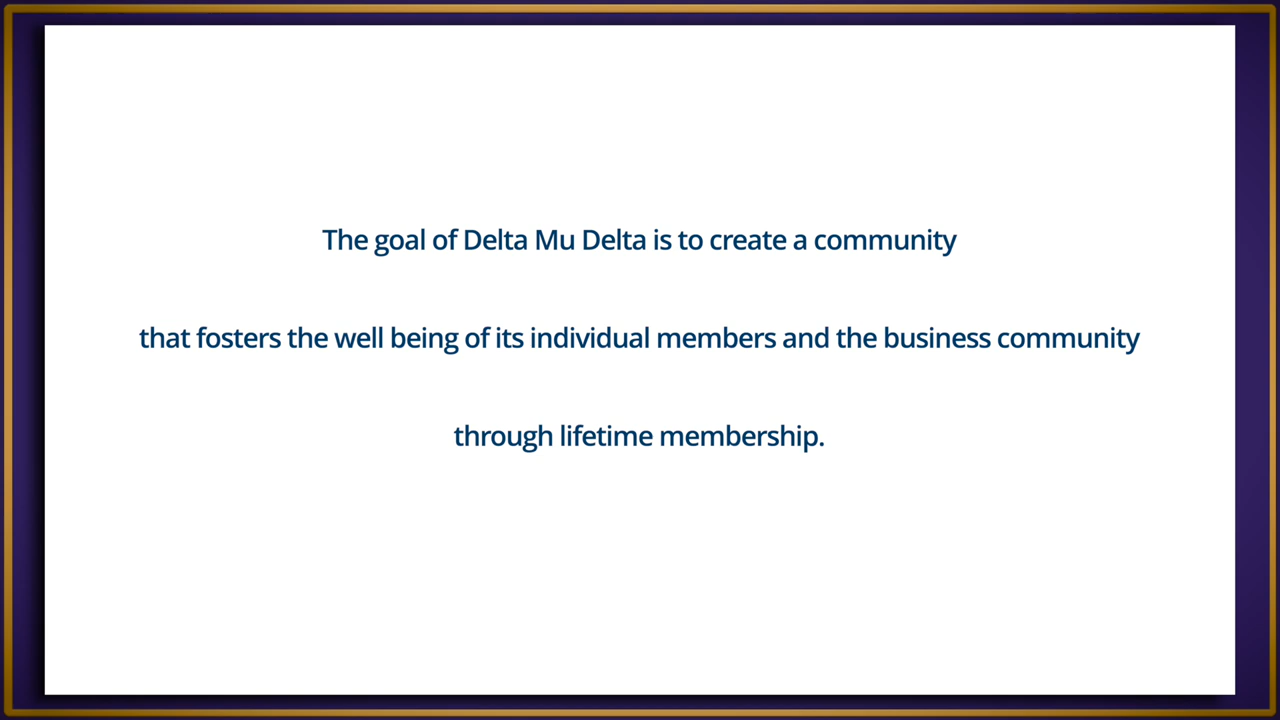 The goal of Delta Mu Delta is to create a community
that fosters the well being of its individual members and the business community
through lifetime membership.